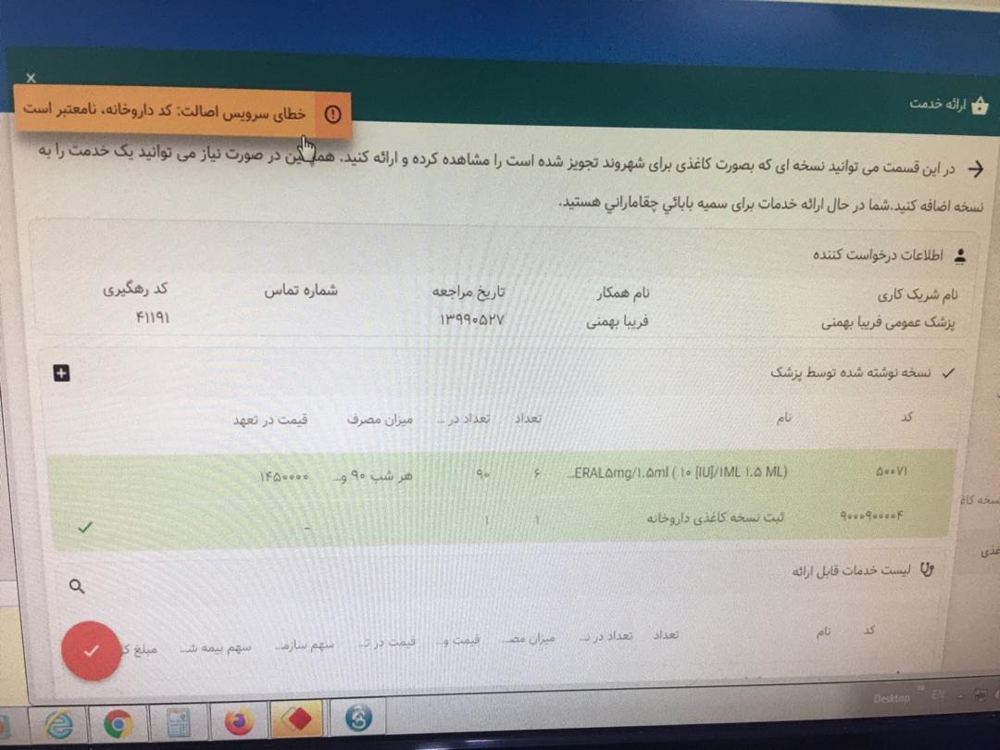 ارائه خدمت
خطای سرویس اصالت: کد داروخانه، نامعتبر است
در این قسمت می توانید نسخه ای که بصورت کاغذی برای شهروند تجویز شده است را مشاهده کرده و ارائه کنید. همچنین در صورت نیاز می توانید یک خدمت را به
نسخه اضافه کنید.شما در حال ارائه خدمات برای سمیه بابائي چقاماراني هستید.
اطلاعات درخواست کننده
نام شریک کاری نام همکار تاریخ مراجعه شماره تماس کد رهگیری
پزشک عمومی فریبا بهمنی فریبا بهمنی ۱۳۹۹۰۵۲۷ ۴۱۱۹۱
نسخه نوشته شده توسط پزشک
کد نام تعداد تعداد در ... میزان مصرف قیمت در تعهد
۵۰۰۷۱ ...ERAL۵mg/۱.۵ml ( ۱۰ [IU]/۱ML ۱.۵ ML) ۶ ۹۰ هر شب ۹۰ و... ۱۴۵۰۰۰۰
۹۰۰۰۹۰۰۰۰۴ ثبت نسخه کاغذی داروخانه ۱ ۱ -
لیست خدمات قابل ارائه
کد نام تعداد تعداد در ن... میزان مص... قیمت و... قیمت در ت... سهم سازم... سهم بیمه ش... مبلغ ک
نسخه کاغ
غذی
Desktop EN